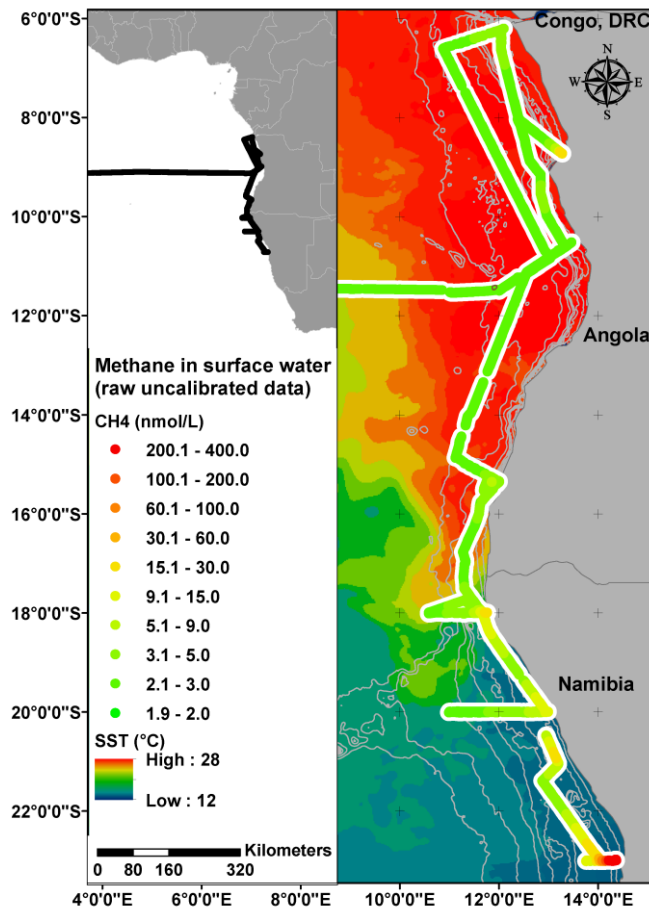 6°0'0"S
8°0'0"S
10°0'0"S
12°0'0"S
14°0'0"S
16°0'0"S
18°0'0"S
20°0'0"S
22°0'0"S
Congo, DRC
N
W E
S
Angola
Namibia
Methane in surface water
(raw uncalibrated data)
CH4 (nmol/L)
200.1 - 400.0
100.1 - 200.0
60.1 - 100.0
30.1 - 60.0
15.1 - 30.0
9.1 - 15.0
5.1 - 9.0
3.1 - 5.0
2.1 - 3.0
1.9 - 2.0
SST (°C)
High : 28
Low : 12
Kilometers
0 80 160 320
4°0'0"E 6°0'0"E 8°0'0"E 10°0'0"E 12°0'0"E 14°0'0"E